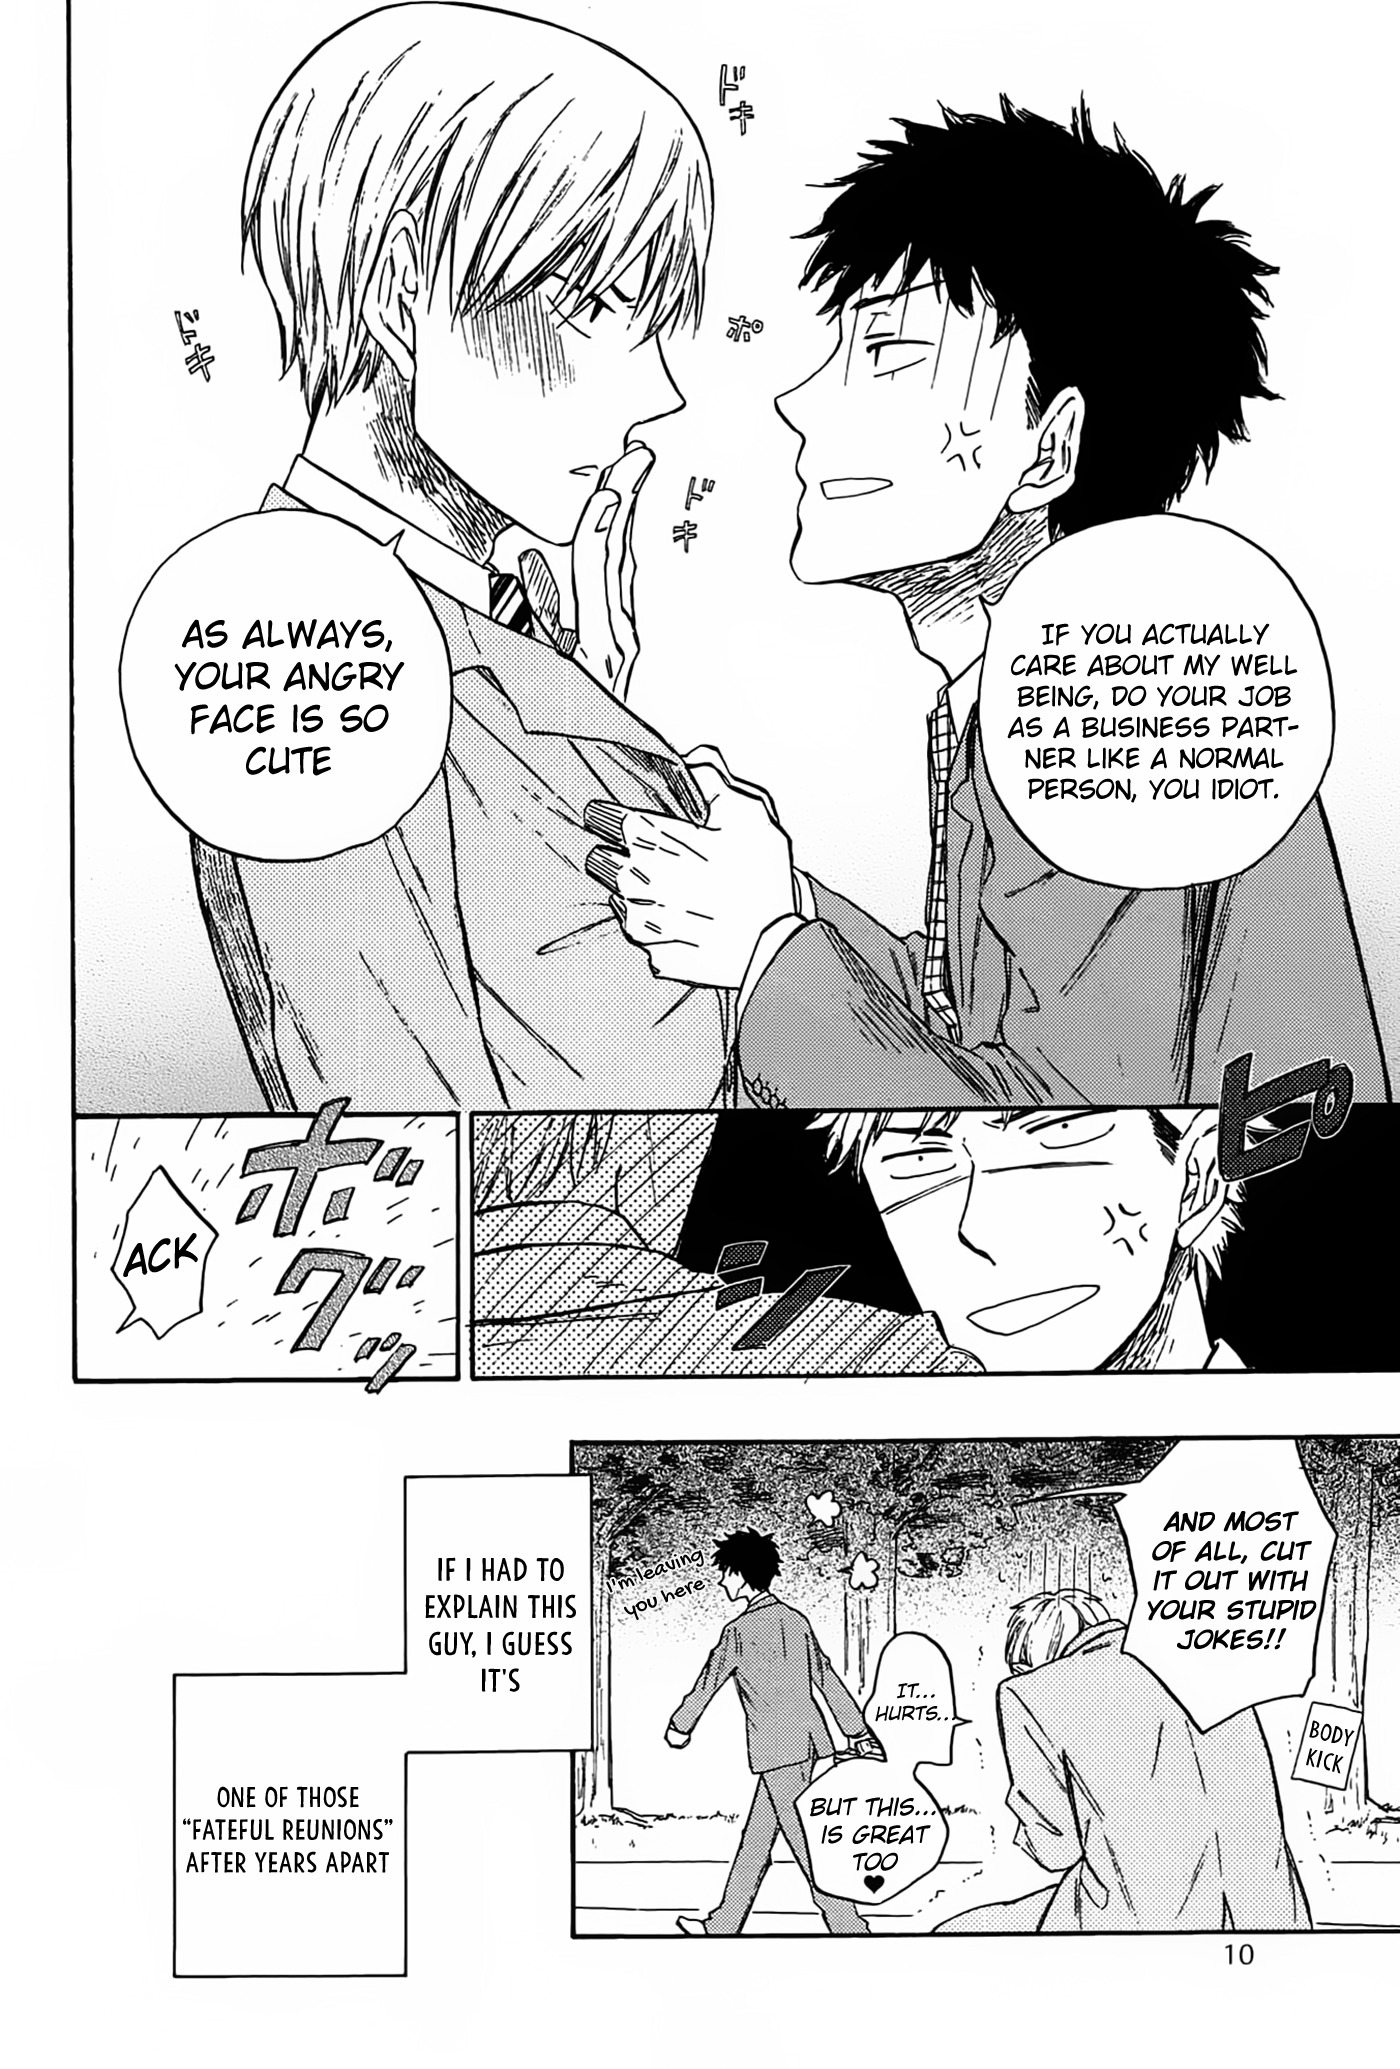 ドキ
IF YOU ACTUALLY
CARE ABOUT MY WELL
BEING, DO YOUR JOB
AS A BUSINESS PART-
NER LIKE A NORMAL
PERSON, YOU IDIOT.
ポ
ドキ
ドキ
AS ALWAYS,
YOUR ANGRY
FACE IS SO
CUTE
ピシッ
ボグッ
ACK
AND MOST
OF ALL, CUT
IT OUT WITH
YOUR STUPID
JOKES!!
BODY
KICK
IT...
HURTS...
BUT THIS...
IS GREAT
TOO
♥
I'm leaving
you here
IF I HAD TO
EXPLAIN THIS
GUY, I GUESS
IT'S
ONE OF THOSE
“FATEFUL REUNIONS”
AFTER YEARS APART
10